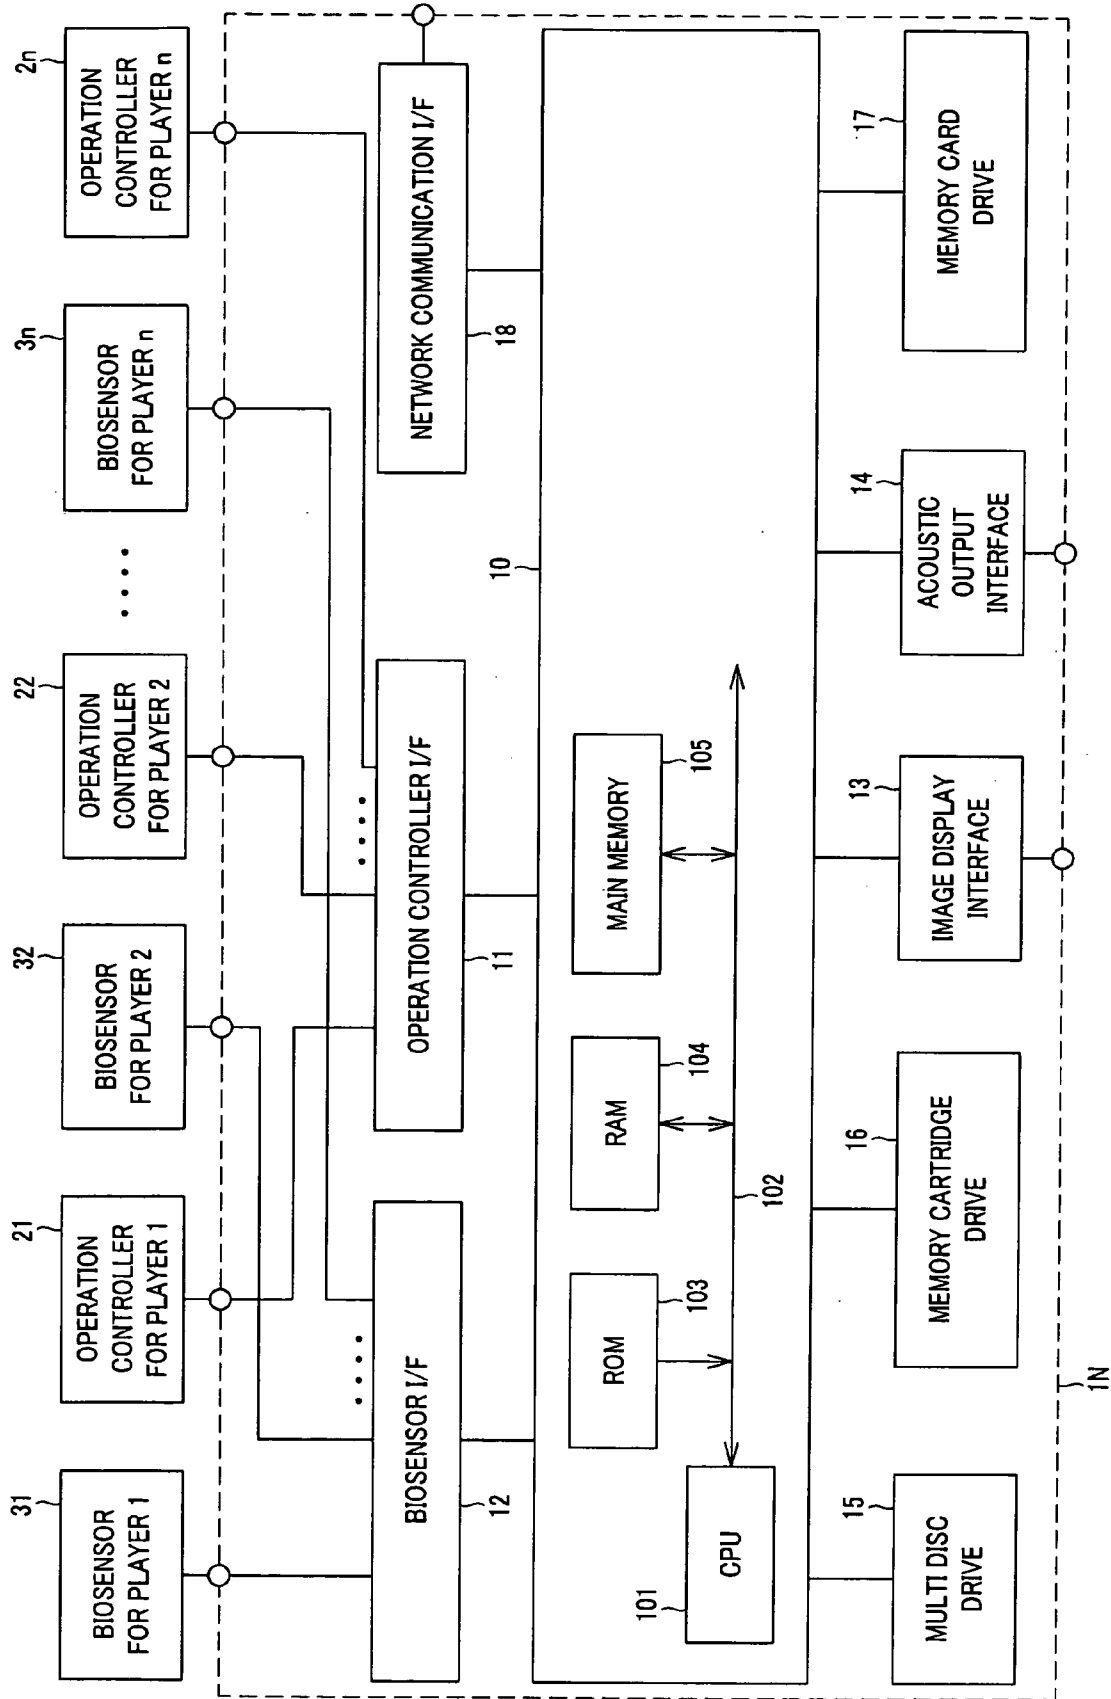 31
BIOSENSOR
FOR PLAYER 1
21
OPERATION
CONTROLLER
FOR PLAYER 1
32
BIOSENSOR
FOR PLAYER 2
22
OPERATION
CONTROLLER
FOR PLAYER 2
3n
BIOSENSOR
FOR PLAYER n
2n
OPERATION
CONTROLLER
FOR PLAYER n
BIOSENSOR I/F
12
OPERATION CONTROLLER I/F
11
NETWORK COMMUNICATION I/F
18
10
ROM
103
RAM
104
MAIN MEMORY
105
101
CPU
102
15
MULTI DISC
DRIVE
16
MEMORY CARTRIDGE
DRIVE
13
IMAGE DISPLAY
INTERFACE
14
ACOUSTIC
OUTPUT
INTERFACE
17
MEMORY CARD
DRIVE
1N